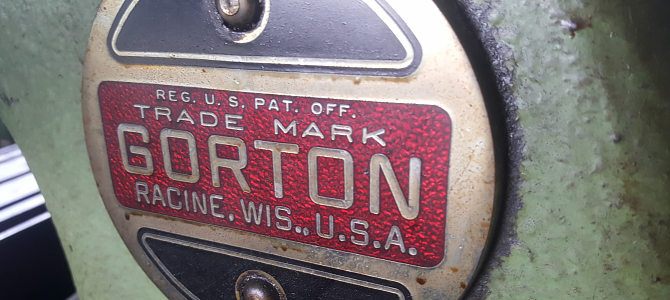 REG. U. S. PAT. OFF.
TRADE MARK
GORTON
RACINE. WIS., U.S.A.